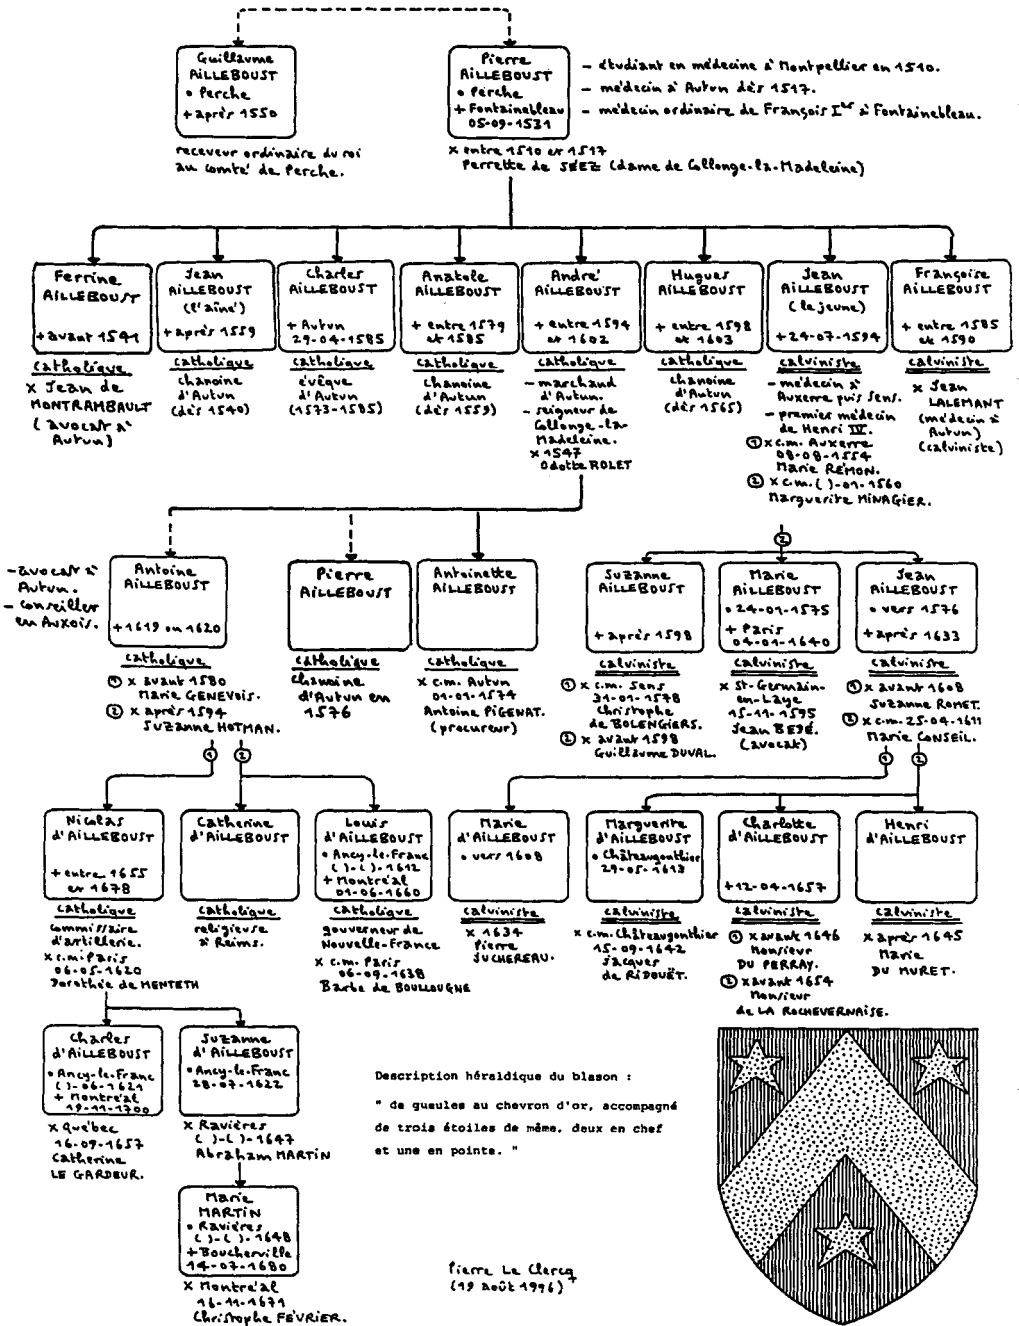 Guillaume
AILLEBOUST
• Perche
+ après 1550
receveur ordinaire du roi
au comté de Perche.
Pierre
AILLEBOUST
• Perche
+ Fontainebleau
05-09-1531
– étudiant en médecine à Montpellier en 1510.
– médecin à Autun dès 1517.
– médecin ordinaire de François Ier à Fontainebleau.
x entre 1510 et 1517
Perrette de SEEZ (dame de Collonge-la-Madeleine)
Perrine
AILLEBOUST
+ avant 1541
catholique
x Jean de
MONTRAMBAULT
(avocat à
Autun)
Jean
AILLEBOUST
(l'aîné)
+ après 1559
catholique
chanoine
d'Autun
(dès 1540)
Charles
AILLEBOUST
+ Autun
29-04-1585
catholique
évêque
d'Autun
(1573-1585)
Anatole
AILLEBOUST
+ entre 1579
et 1585
catholique
chanoine
d'Autun
(dès 1559)
André
AILLEBOUST
+ entre 1594
et 1602
catholique
– marchand
d'Autun.
– seigneur de
Collonge-la-
Madeleine.
x 1547
Odette ROLET
Hugues
AILLEBOUST
+ entre 1598
et 1603
catholique
chanoine
d'Autun
(dès 1565)
Jean
AILLEBOUST
(le jeune)
+ 24-07-1594
calviniste
– médecin à
Auxerre puis Sens.
– premier médecin
de Henri IV.
① x c.m. Auxerre
08-08-1554
Marie REMON.
② x c.m. ( )-01-1560
Marguerite MINAGIER.
Françoise
AILLEBOUST
+ entre 1585
et 1590
calviniste
x Jean
LALEMANT
(médecin à
Autun)
(calviniste)
②
– avocat à
Autun.
– conseiller
en Auxois.
Antoine
AILLEBOUST
+ 1619 ou 1620
catholique
① x avant 1580
Marie GENEVOIS.
② x après 1594
Suzanne HOTMAN.
Pierre
AILLEBOUST
catholique
Chanoine
d'Autun en
1576
Antoinette
AILLEBOUST
catholique
x c.m. Autun
01-01-1574
Antoine PIGENAT.
(procureur)
Suzanne
AILLEBOUST
+ après 1598
calviniste
① x c.m. Sens
31-01-1578
Christophe
de BOLENGIERS.
② x avant 1598
Guillaume DUVAL.
Marie
AILLEBOUST
• 24-01-1575
+ Paris
04-01-1640
calviniste
x St-Germain-
en-Laye
15-11-1595
Jean BEDÉ.
(avocat)
Jean
AILLEBOUST
• vers 1576
+ après 1633
calviniste
① x avant 1608
Suzanne ROMET.
② x c.m. 25-04-1611
Marie CONSEIL.
① ②
① ②
Nicolas
d'AILLEBOUST
+ entre 1655
et 1678
catholique
commissaire
d'artillerie.
x c.m. Paris
06-05-1620
Dorothée de MENTETH
Catherine
d'AILLEBOUST
catholique
religieuse
à Reims.
Louis
d'AILLEBOUST
• Ancy-le-Franc
( )-( )-1612
+ Montréal
01-06-1660
catholique
gouverneur de
Nouvelle-France
x c.m. Paris
06-09-1638
Barbe de BOULLOUGNE
Marie
d'AILLEBOUST
• vers 1608
calviniste
x 1634
Pierre
JUCHEREAU.
Marguerite
d'AILLEBOUST
• Châteaugonthier
29-05-1613
calviniste
x c.m. Châteaugonthier
15-09-1642
Jacques
de RIDOUËT.
Charlotte
d'AILLEBOUST
+ 12-04-1657
calviniste
① x avant 1646
Monsieur
DU PERRAY.
② x avant 1654
Monsieur
de LA ROCHEVERNAISE.
Henri
d'AILLEBOUST
calviniste
x après 1645
Marie
DU MURET.
Charles
d'AILLEBOUST
• Ancy-le-Franc
( )-06-1621
+ Montréal
19-11-1700
x Québec
16-09-1657
Catherine
LE GARDEUR.
Suzanne
d'AILLEBOUST
• Ancy-le-Franc
28-07-1622
x Ravières
( )-( )-1647
Abraham MARTIN
Marie
MARTIN
• Ravières
( )-( )-1648
+ Boucherville
14-07-1680
x Montréal
16-11-1671
Christophe FÉVRIER.
Description héraldique du blason :
" de gueules au chevron d'or, accompagné
de trois étoiles de même, deux en chef
et une en pointe. "
Pierre Le Clercq
(19 août 1996)